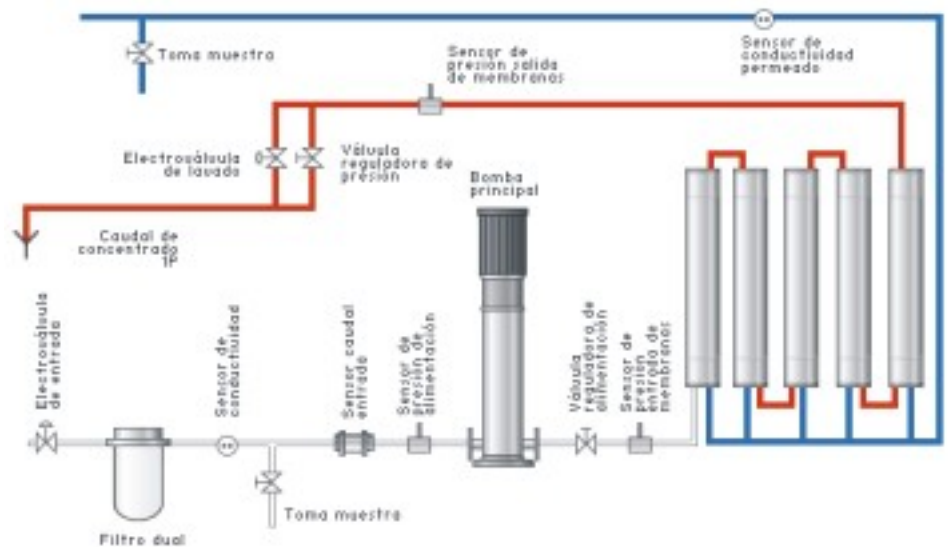 Toma muestra
Sensor de
presión salida
de membranas
Sensor de
conductividad
permeado
Electroválvula
de lavado
Válvula
reguladora de
presión
Bomba
principal
Caudal de
concentrado
1P
Electroválvula
de entrada
Sensor de
conductividad
Sensor caudal
entrada
Sensor de
presión de
alimentación
Válvula
reguladora de
alimentación
Sensor de
presión
entrada de
membranas
Toma muestra
Filtro dual